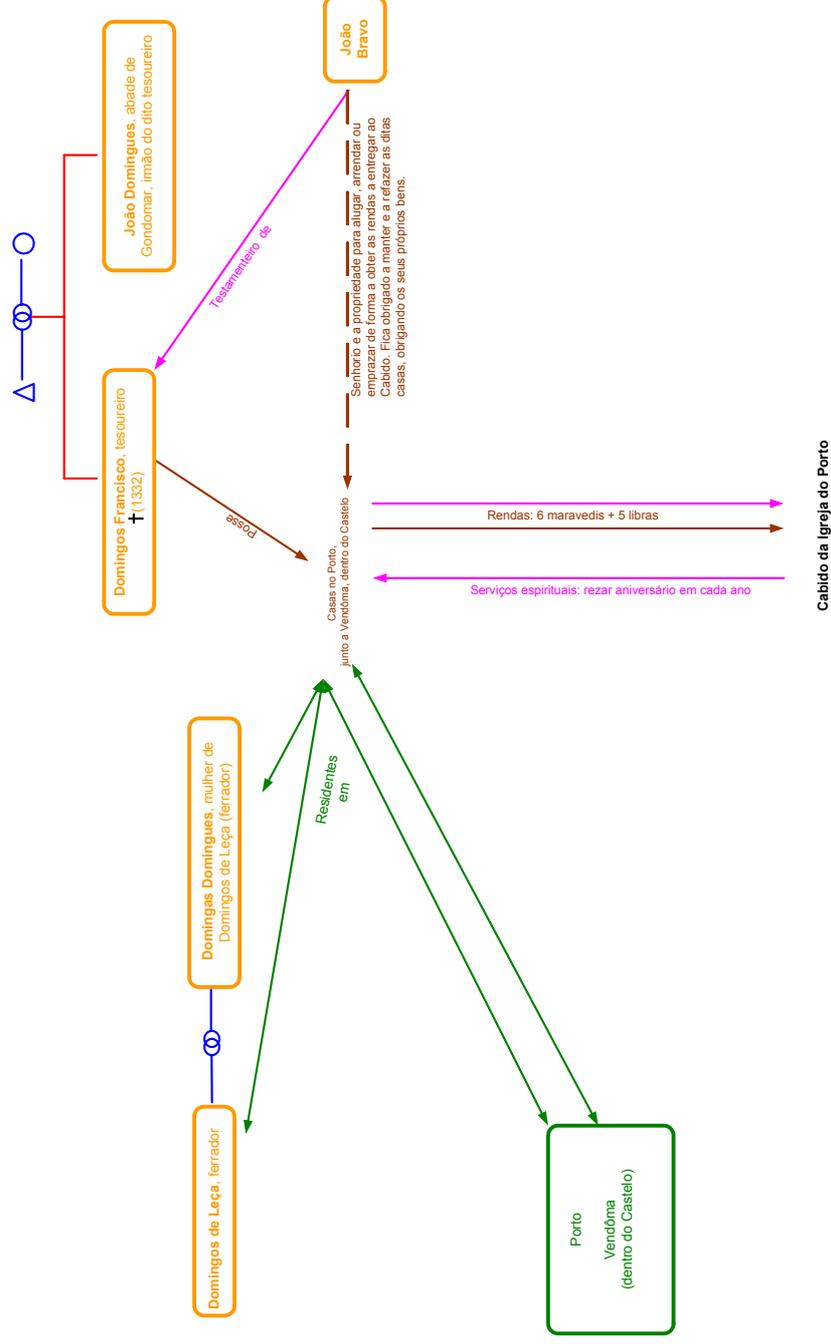 Domingos de Leça, ferrador
Domingas Domingues, mulher de
Domingos de Leça (ferrador)
Domingos Francisco, tesoureiro
(1332)
João Domingues, abade de
Gondomar, irmão do dito tesoureiro
João
Bravo
Testamenteiro de
Posse
Senhorio e a propriedade para alugar, arrendar ou
emprazar de forma a obter as rendas a entregar ao
Cabido. Fica obrigado a manter e a refazer as ditas
casas, obrigando os seus próprios bens.
Casas no Porto,
junto a Vendôma, dentro do Castelo
Residentes
em
Rendas: 6 maravedis + 5 libras
Serviços espirituais: rezar aniversário em cada ano
Porto
Vendôma
(dentro do Castelo)
Cabido da Igreja do Porto